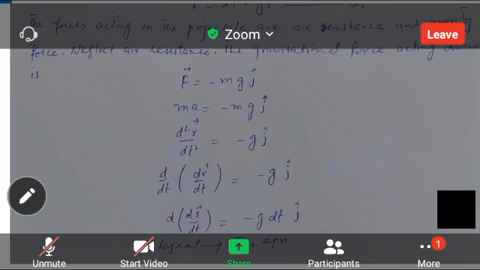 The forces acting on the projectile are air resistance and gravity
Zoom
Leave
force. Neglect air resistance. The gravitational force acting
is
F⃗ = -mg ĵ
ma = -mg ĵ
d²r⃗/dt² = -g ĵ
d/dt (dr⃗/dt) = -g ĵ
d(dr⃗/dt) = -g dt ĵ
1
Unmute
Start Video
Share
Participants
More